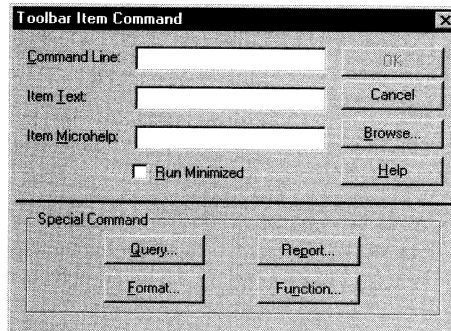 Toolbar Item Command
Command Line:
OK
Item Text:
Cancel
Item Microhelp:
Browse...
Run Minimized
Help
Special Command
Query...
Report...
Format...
Function...